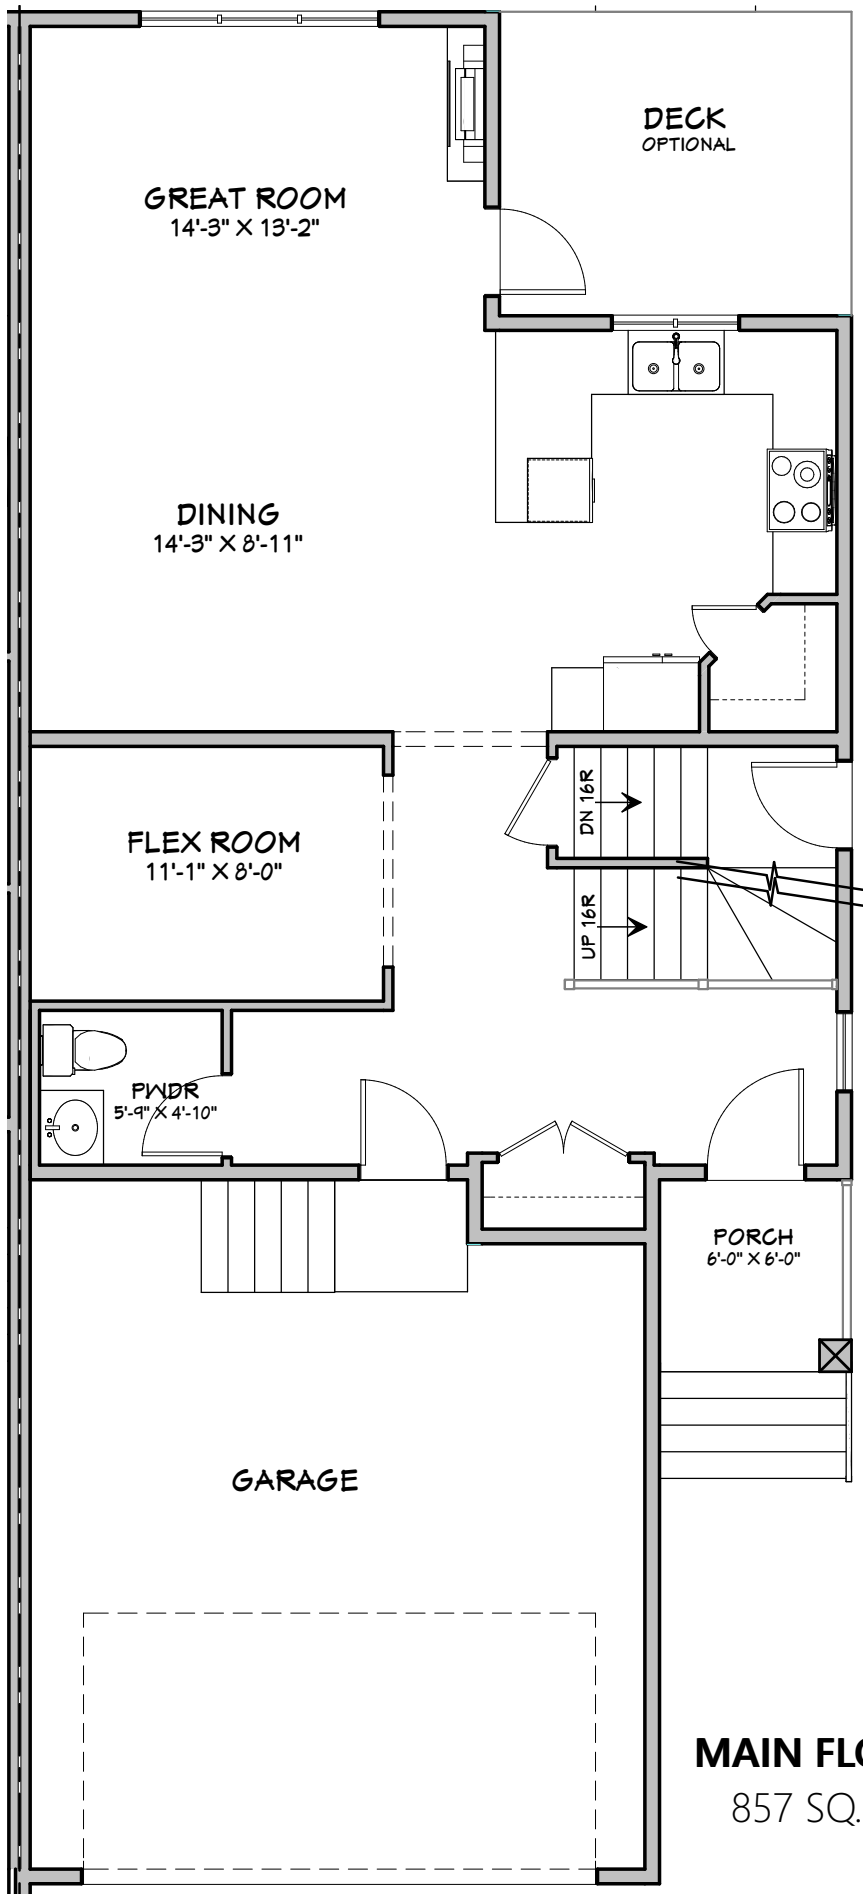 DECK
OPTIONAL
GREAT ROOM
14'-3" X 13'-2"
DINING
14'-3" X 8'-11"
DN 16R
FLEX ROOM
11'-1" X 8'-0"
UP 16R
PWDR
5'-9" X 4'-10"
PORCH
6'-0" X 6'-0"
GARAGE
MAIN FLO
857 SQ.